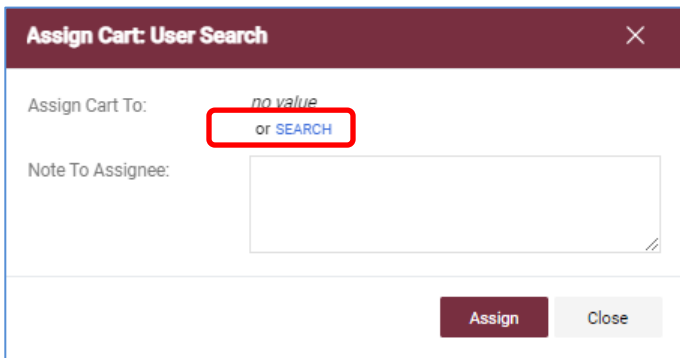 Assign Cart: User Search
Assign Cart To:
no value
or SEARCH
Note To Assignee:
Assign
Close